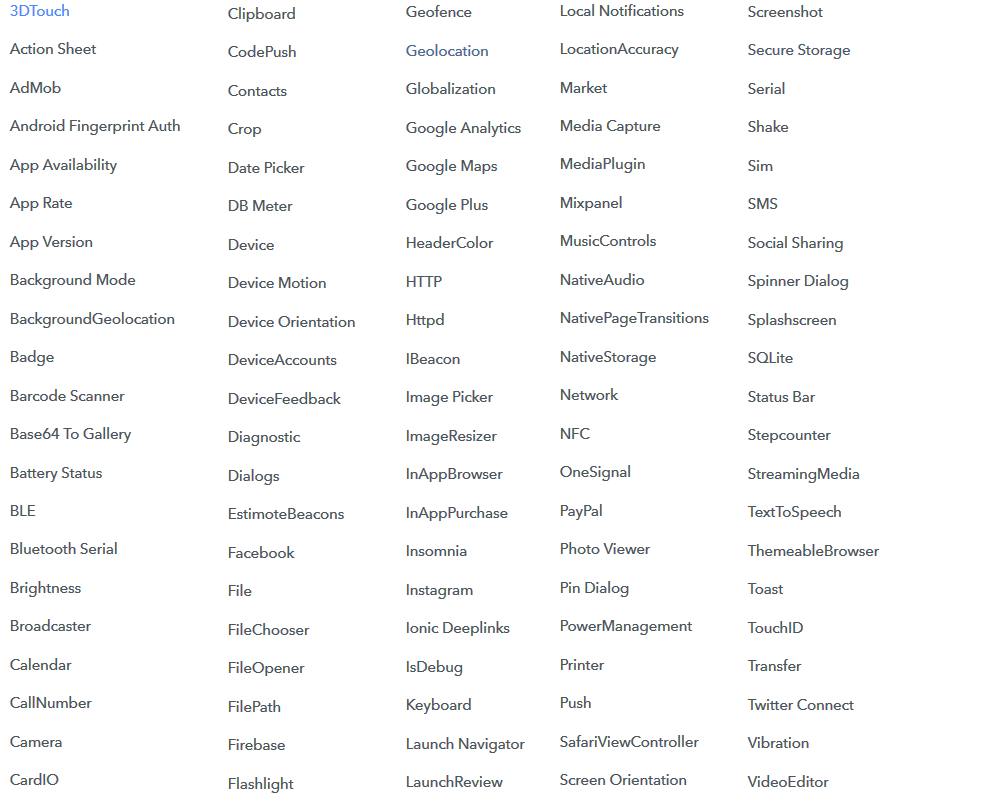 3DTouch
Action Sheet
AdMob
Android Fingerprint Auth
App Availability
App Rate
App Version
Background Mode
BackgroundGeolocation
Badge
Barcode Scanner
Base64 To Gallery
Battery Status
BLE
Bluetooth Serial
Brightness
Broadcaster
Calendar
CallNumber
Camera
CardIO
Clipboard
CodePush
Contacts
Crop
Date Picker
DB Meter
Device
Device Motion
Device Orientation
DeviceAccounts
DeviceFeedback
Diagnostic
Dialogs
EstimoteBeacons
Facebook
File
FileChooser
FileOpener
FilePath
Firebase
Flashlight
Geofence
Geolocation
Globalization
Google Analytics
Google Maps
Google Plus
HeaderColor
HTTP
Httpd
IBeacon
Image Picker
ImageResizer
InAppBrowser
InAppPurchase
Insomnia
Instagram
Ionic Deeplinks
IsDebug
Keyboard
Launch Navigator
LaunchReview
Local Notifications
LocationAccuracy
Market
Media Capture
MediaPlugin
Mixpanel
MusicControls
NativeAudio
NativePageTransitions
NativeStorage
Network
NFC
OneSignal
PayPal
Photo Viewer
Pin Dialog
PowerManagement
Printer
Push
SafariViewController
Screen Orientation
Screenshot
Secure Storage
Serial
Shake
Sim
SMS
Social Sharing
Spinner Dialog
Splashscreen
SQLite
Status Bar
Stepcounter
StreamingMedia
TextToSpeech
ThemeableBrowser
Toast
TouchID
Transfer
Twitter Connect
Vibration
VideoEditor